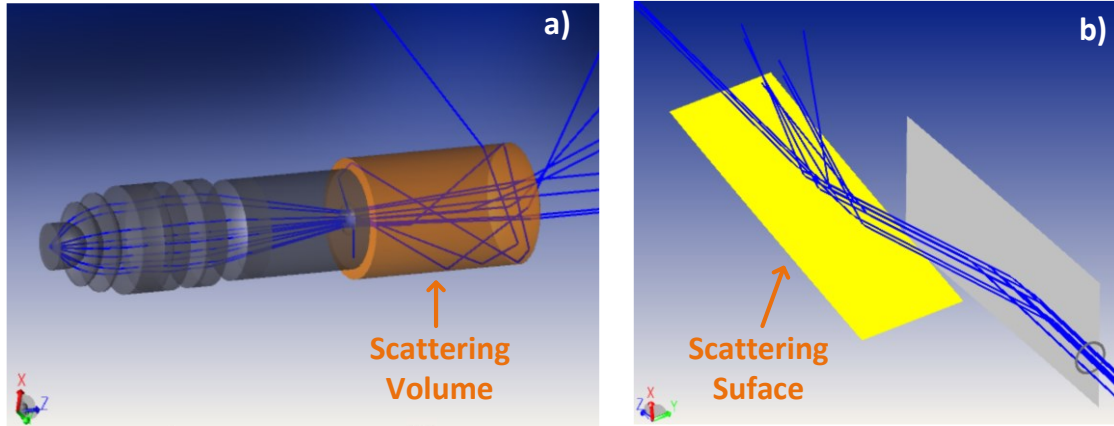 a)
Scattering
Volume
X
Z
b)
Scattering
Suface
X
Z
Y